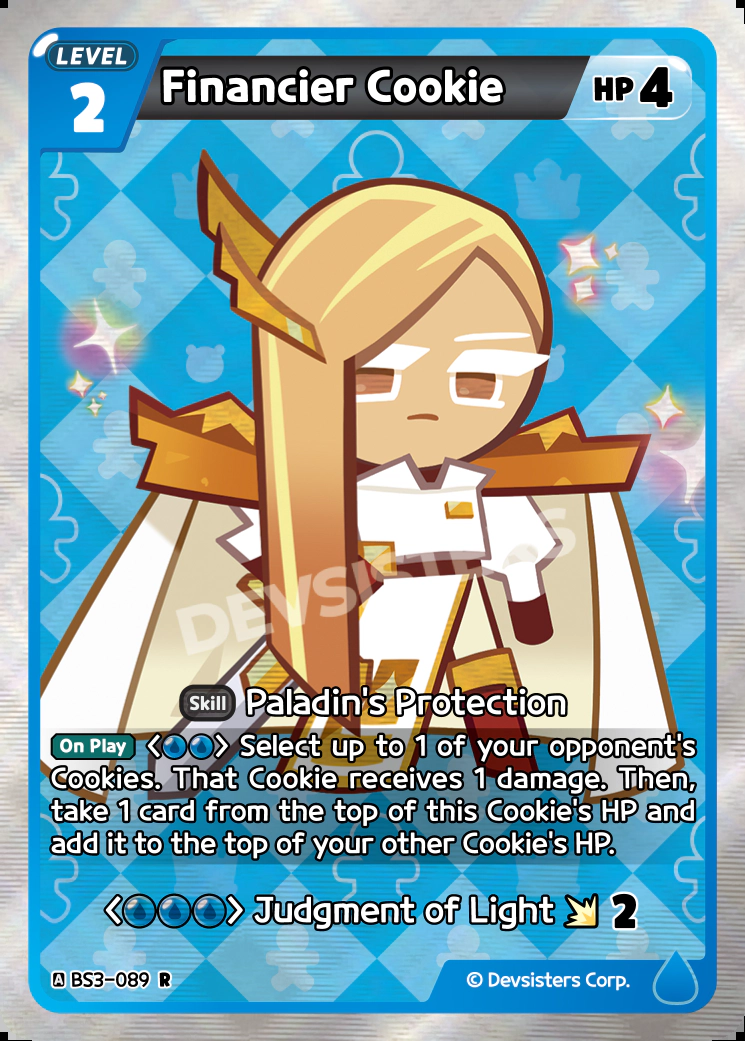 LEVEL
2
Financier Cookie
HP 4
DEVSISTERS
Skill Paladin's Protection
On Play < > Select up to 1 of your opponent's
Cookies. That Cookie receives 1 damage. Then,
take 1 card from the top of this Cookie's HP and
add it to the top of your other Cookie's HP.
< > Judgment of Light 2
A BS3-089 R
© Devsisters Corp.